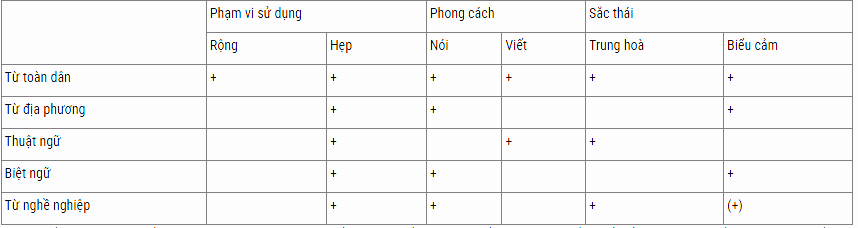 Phạm vi sử dụng Phong cách Sắc thái
Rộng Hẹp Nói Viết Trung hoà Biểu cảm
Từ toàn dân + + + + + +
Từ địa phương + + +
Thuật ngữ + + +
Biệt ngữ + + +
Từ nghề nghiệp + + + (+)